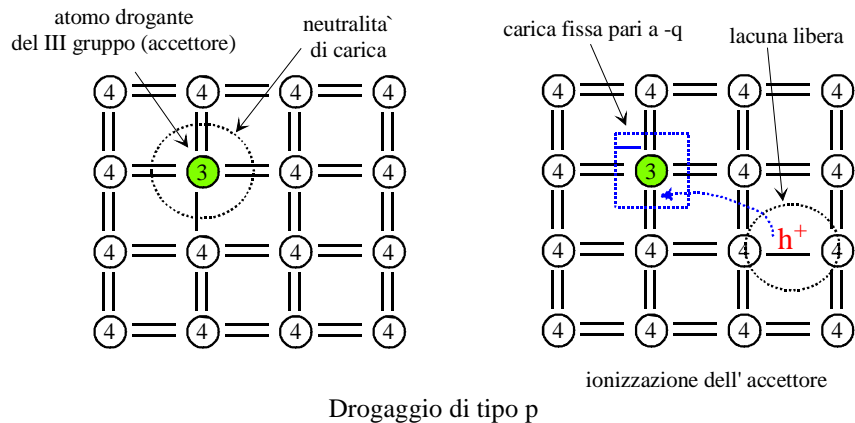 atomo drogante
del III gruppo (accettore)
neutralita`
di carica
carica fissa pari a -q
lacuna libera
4 4 4 4
4 3 4 4
4 4 4 4
4 4 4 4
4 4 4 4
4 3 4 4
4 4 h+ 4 4
4 4 4 4
ionizzazione dell' accettore
Drogaggio di tipo p